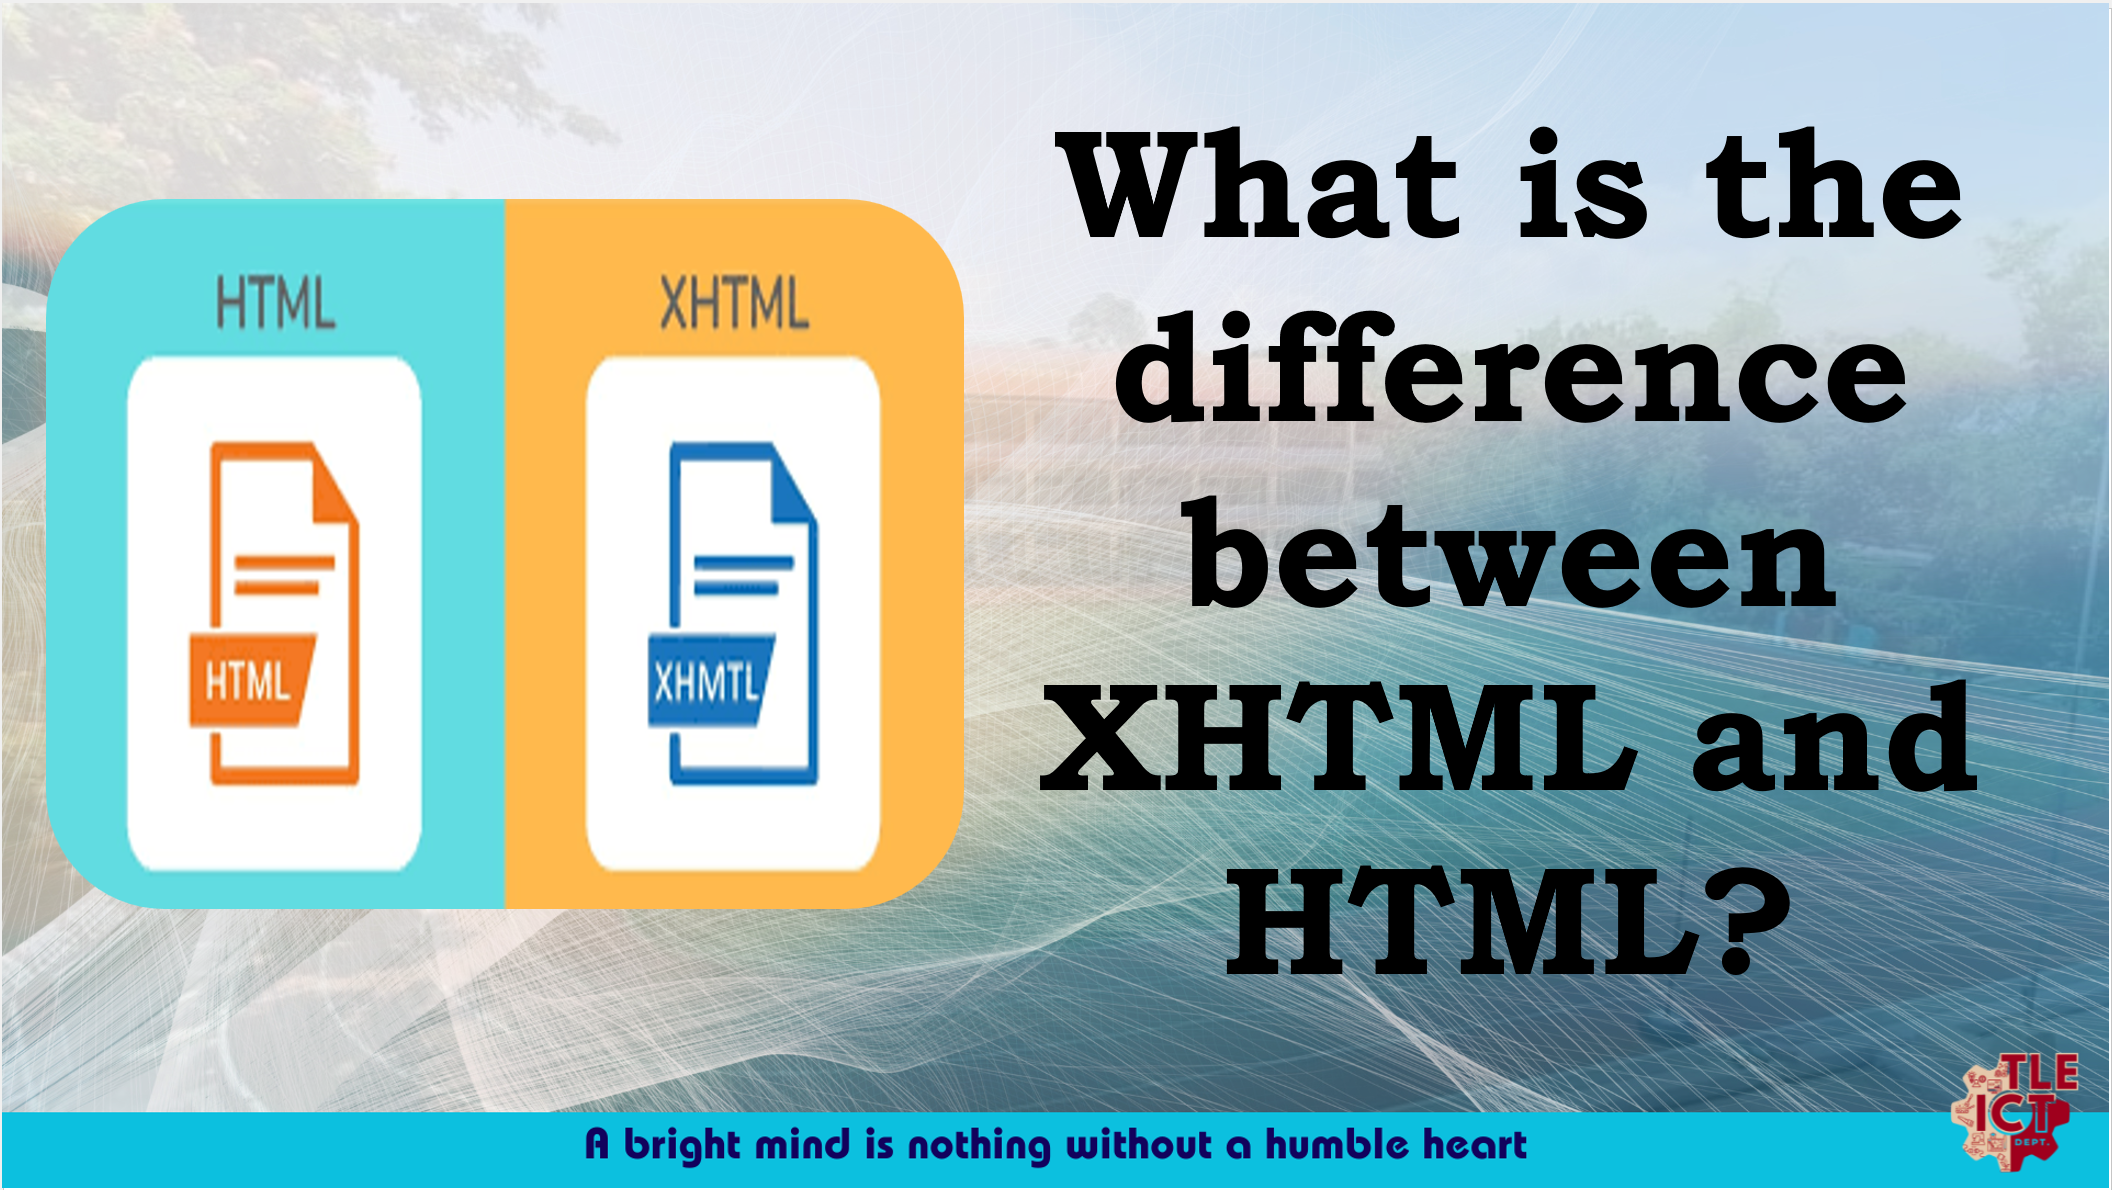 HTML
XHTML
HTML
XHMTL
What is the
difference
between
XHTML and
HTML?
A bright mind is nothing without a humble heart
TLE
ICT
DEPT.